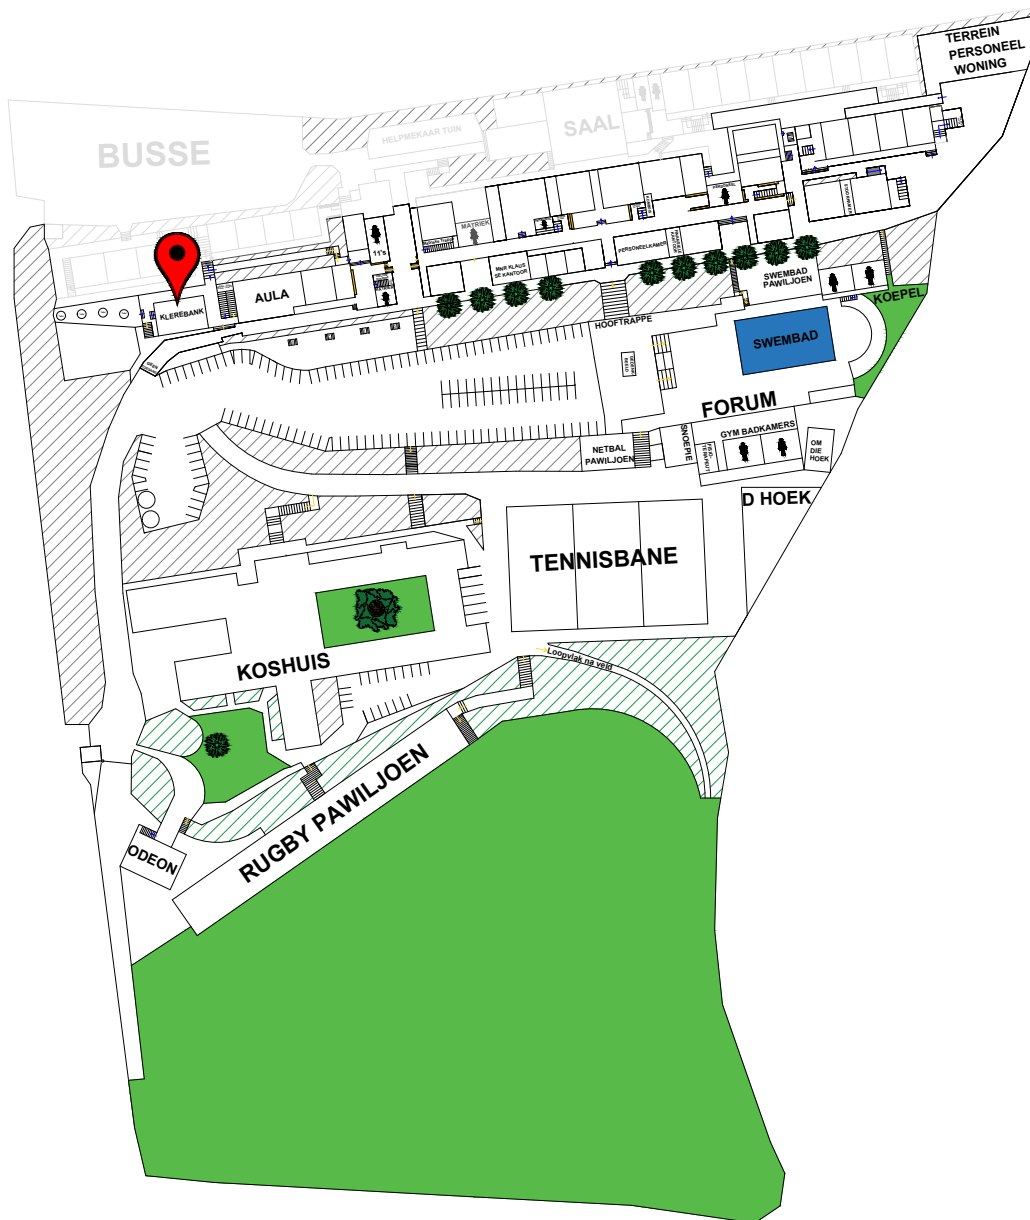 TERREIN
PERSONEEL
WONING
BUSSE
HELPMEKAAR TUIN
SAAL
MATRIEK
11's
PERSONEELKAMER
MNR KLAUS
SE KANTOOR
SWEMBAD
PAWILJOEN
KOEPEL
AULA
KLEREBANK
HOOFTRAPPE
SWEMBAD
FORUM
SNOEPIE
GYM BADKAMERS
OM
DIE
HOEK
NETBAL
PAWILJOEN
D HOEK
TENNISBANE
KOSHUIS
Loopvlak na veld
RUGBY PAWILJOEN
ODEON